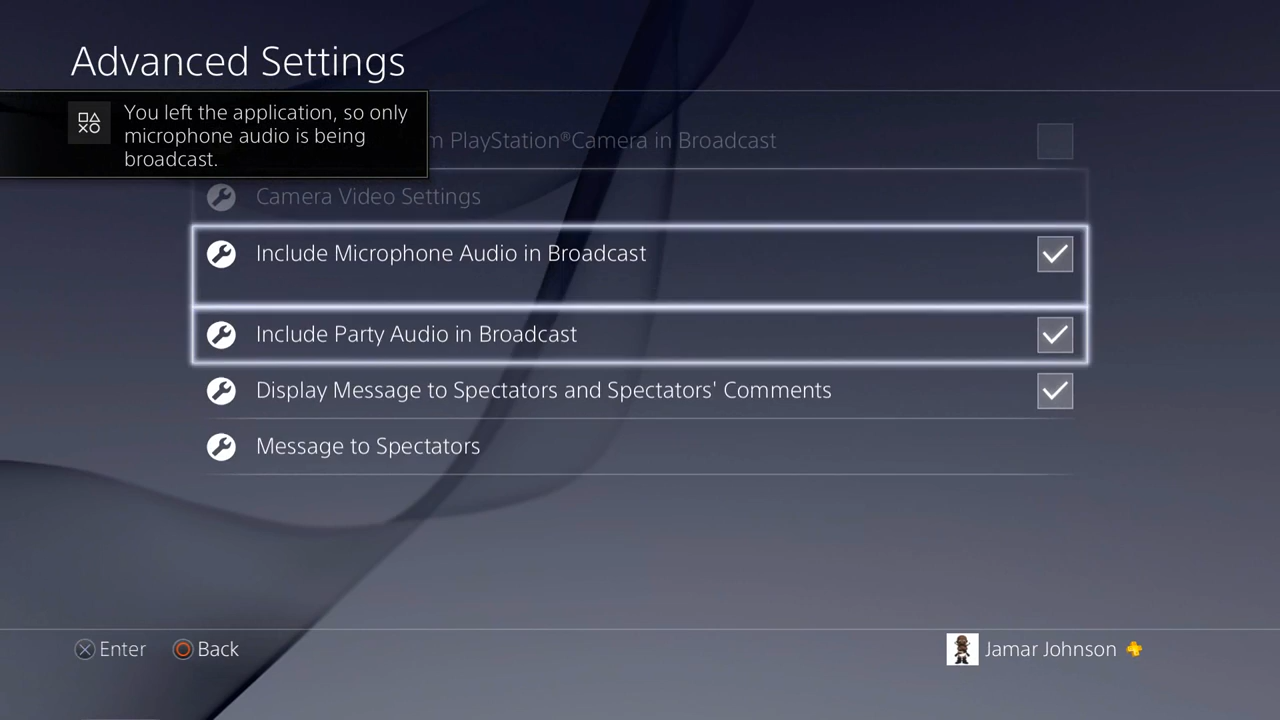 Advanced Settings
You left the application, so only
microphone audio is being
broadcast.
PlayStation®Camera in Broadcast
Camera Video Settings
Include Microphone Audio in Broadcast
Include Party Audio in Broadcast
Display Message to Spectators and Spectators' Comments
Message to Spectators
Enter
Back
Jamar Johnson